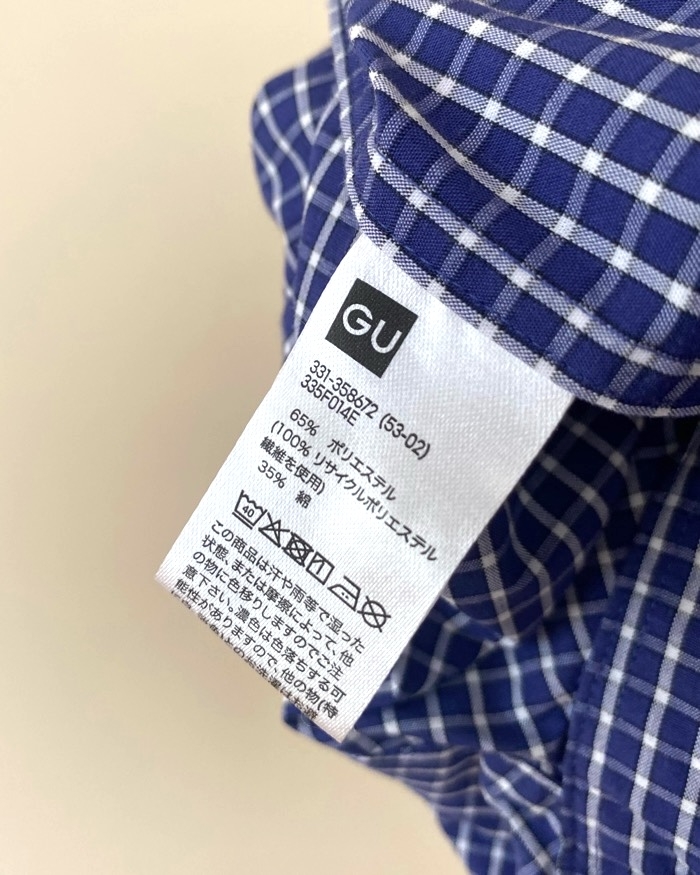 GU
331-358672 (53-02)
335F014E
65% ポリエステル
(100% リサイクルポリエステル
繊維を使用)
35% 綿
40
この商品は汗や雨等で湿った
状態、または摩擦によって、他
の物に色移りしますのでご注
意下さい。濃色は色落ちする可
能性がありますので、他の物(特